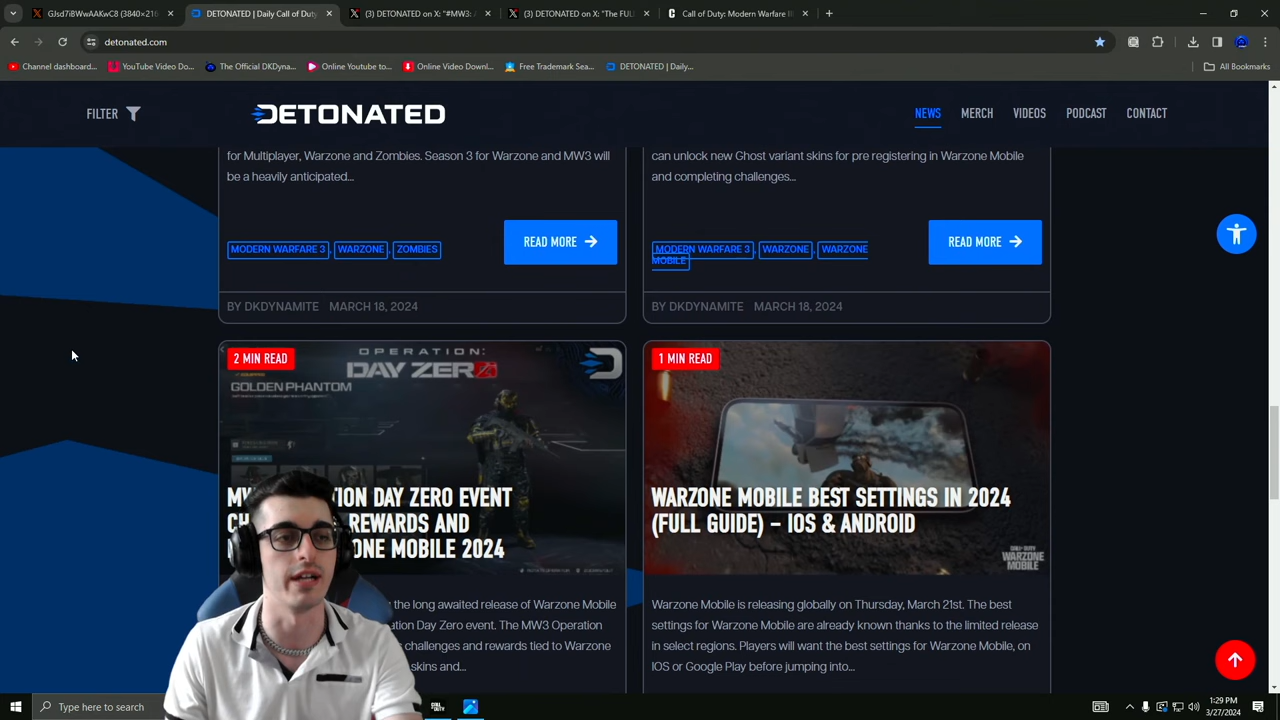 GJsd7iBWwAAKwC8 (3840×216
DETONATED | Daily Call of Duty
(3) DETONATED on X: "#MW3: A
(3) DETONATED on X: "The FULL
Call of Duty: Modern Warfare II
detonated.com
Channel dashboard...
YouTube Video Do...
The Official DKDyna...
Online Youtube to...
Online Video Downl...
Free Trademark Sea...
DETONATED | Daily...
All Bookmarks
FILTER
DETONATED
NEWS
MERCH
VIDEOS
PODCAST
CONTACT
for Multiplayer, Warzone and Zombies. Season 3 for Warzone and MW3 will
be a heavily anticipated...
MODERN WARFARE 3, WARZONE, ZOMBIES
READ MORE
BY DKDYNAMITE MARCH 18, 2024
can unlock new Ghost variant skins for pre registering in Warzone Mobile
and completing challenges...
MODERN WARFARE 3, WARZONE, WARZONE
MOBILE
READ MORE
BY DKDYNAMITE MARCH 18, 2024
2 MIN READ
OPERATION:
DAY ZERO
GOLDEN PHANTOM
ION DAY ZERO EVENT
REWARDS AND
ONE MOBILE 2024
the long awaited release of Warzone Mobile
ation Day Zero event. The MW3 Operation
challenges and rewards tied to Warzone
skins and...
1 MIN READ
WARZONE MOBILE BEST SETTINGS IN 2024
(FULL GUIDE) – IOS & ANDROID
CALL OF DUTY
WARZONE
MOBILE
Warzone Mobile is releasing globally on Thursday, March 21st. The best
settings for Warzone Mobile are already known thanks to the limited release
in select regions. Players will want the best settings for Warzone Mobile, on
IOS or Google Play before jumping into...
Type here to search
1:29 PM
3/27/2024